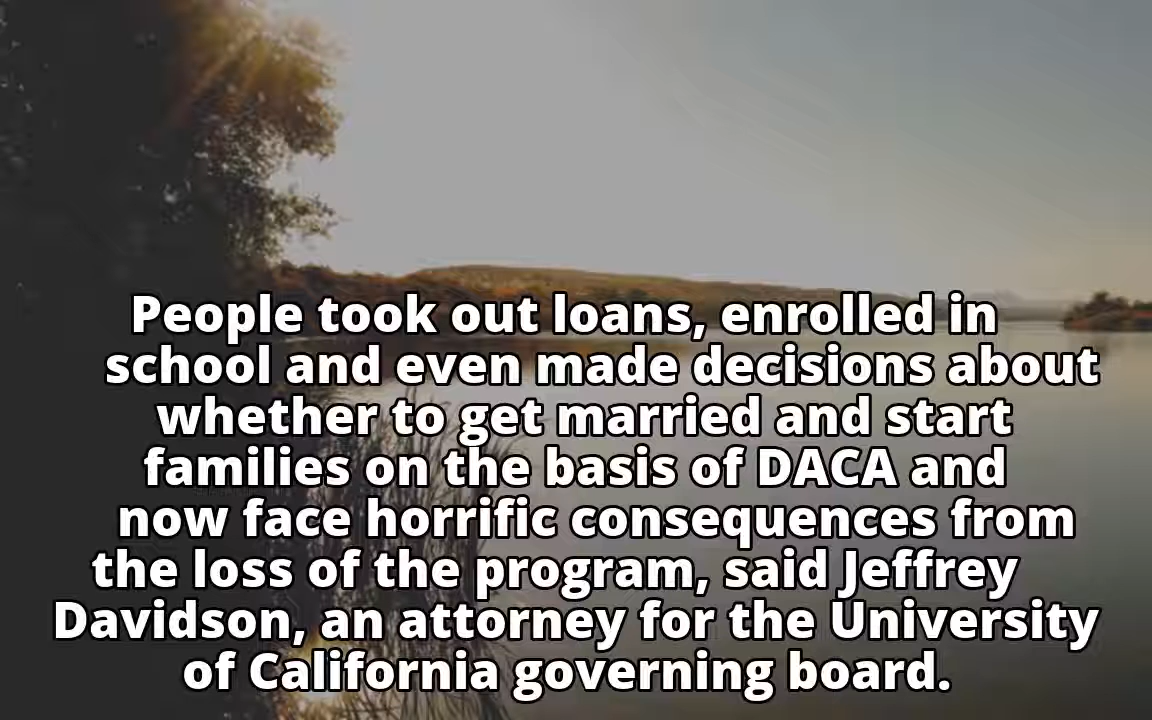 People took out loans, enrolled in
school and even made decisions about
whether to get married and start
families on the basis of DACA and
now face horrific consequences from
the loss of the program, said Jeffrey
Davidson, an attorney for the University
of California governing board.